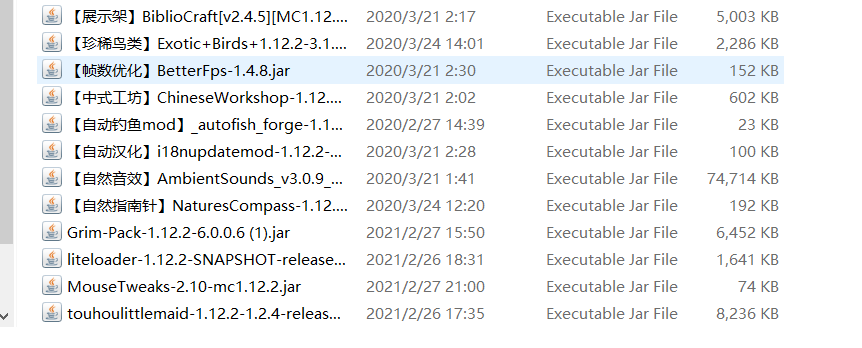 【展示架】BiblioCraft[v2.4.5][MC1.12.... 2020/3/21 2:17 Executable Jar File 5,003 KB
【珍稀鸟类】Exotic+Birds+1.12.2-3.1.... 2020/3/24 14:01 Executable Jar File 2,286 KB
【帧数优化】BetterFps-1.4.8.jar 2020/3/21 2:30 Executable Jar File 152 KB
【中式工坊】ChineseWorkshop-1.12.... 2020/3/21 2:02 Executable Jar File 602 KB
【自动钓鱼mod】_autofish_forge-1.1... 2020/2/27 14:39 Executable Jar File 23 KB
【自动汉化】i18nupdatemod-1.12.2-... 2020/3/21 2:28 Executable Jar File 100 KB
【自然音效】AmbientSounds_v3.0.9_... 2020/3/21 1:41 Executable Jar File 74,714 KB
【自然指南针】NaturesCompass-1.12.... 2020/3/24 12:20 Executable Jar File 192 KB
Grim-Pack-1.12.2-6.0.0.6 (1).jar 2021/2/27 15:50 Executable Jar File 6,452 KB
liteloader-1.12.2-SNAPSHOT-release... 2021/2/26 18:31 Executable Jar File 1,641 KB
MouseTweaks-2.10-mc1.12.2.jar 2021/2/27 21:00 Executable Jar File 74 KB
touhoulittlemaid-1.12.2-1.2.4-releas... 2021/2/26 17:35 Executable Jar File 8,236 KB